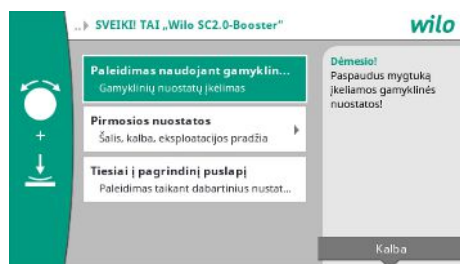 ..▶ SVEIKI! TAI „Wilo SC2.0-Booster"
wilo
Paleidimas naudojant gamyklin...
Gamyklinių nuostatų įkėlimas
Pirmosios nuostatos
Šalis, kalba, eksploatacijos pradžia
Tiesiai į pagrindinį puslapį
Paleidimas taikant dabartinius nustat...
Dėmesio!
Paspaudus mygtuką
įkeliamos gamyklinės
nuostatos!
+
Kalba